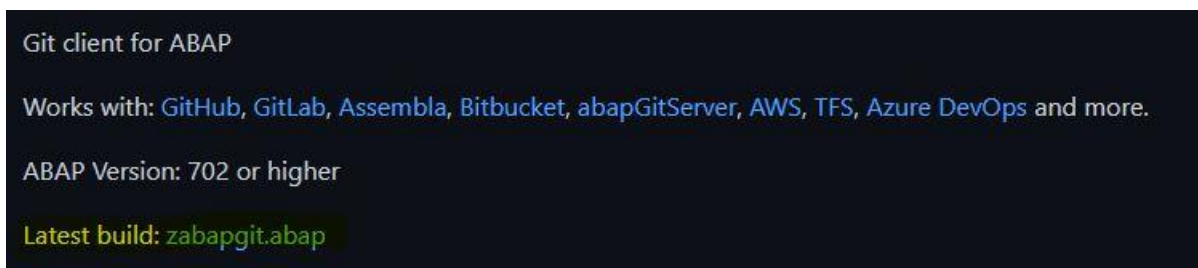 Git client for ABAP
Works with: GitHub, GitLab, Assembla, Bitbucket, abapGitServer, AWS, TFS, Azure DevOps and more.
ABAP Version: 702 or higher
Latest build: zabapgit.abap